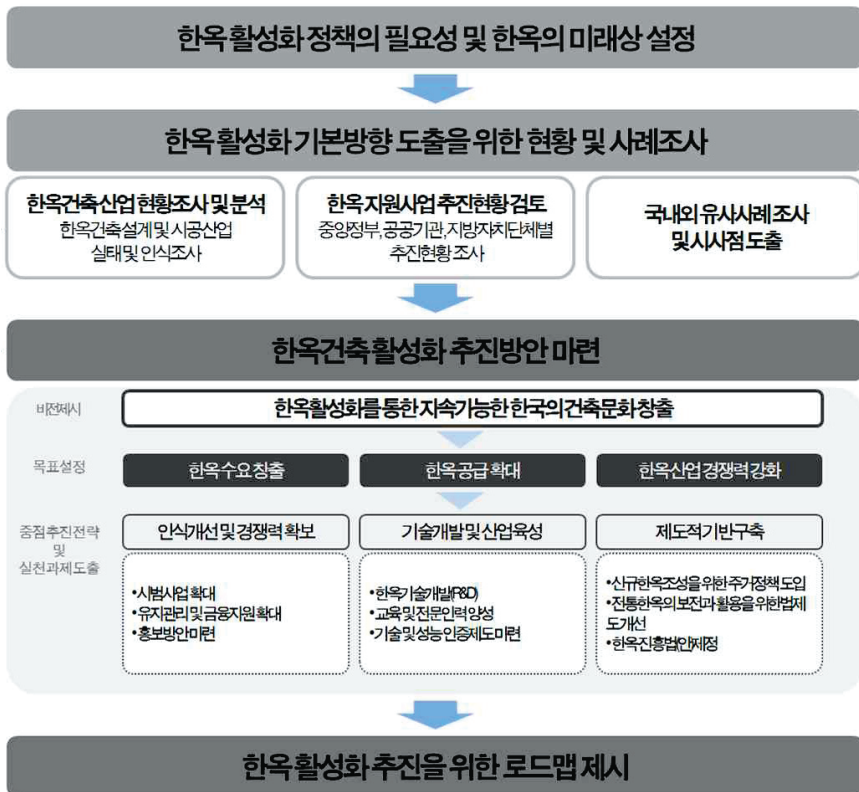 한옥 활성화 정책의 필요성 및 한옥의 미래상 설정
한옥 활성화 기본방향 도출을 위한 현황 및 사례조사
한옥건축 산업 현황조사 및 분석
한옥건축설계 및 시공산업
실태 및 인식조사
한옥 지원사업 추진현황 검토
중앙정부, 공공기관, 지방자치단체별
추진현황 조사
국내외 유사사례 조사
및 시사점 도출
한옥건축 활성화 추진방안 마련
비전제시
한옥활성화를 통한 지속가능한 한국의 건축문화 창출
목표설정
한옥수요 창출
한옥공급 확대
한옥산업 경쟁력 강화
중점추진전략
및
실천과제도출
인식개선 및 경쟁력 확보
•시범사업 확대
•유지관리 및 금융지원 확대
•홍보방안 마련
기술개발 및 산업육성
•한옥기술개발(R&D)
•교육 및 전문인력 양성
•기술 및 성능 인증제도 마련
제도적 기반구축
•신규한옥조성을 위한 주거정책 도입
•전통한옥의 보전과 활용을 위한 법제
도개선
•한옥진흥법(안)제정
한옥 활성화 추진을 위한 로드맵 제시